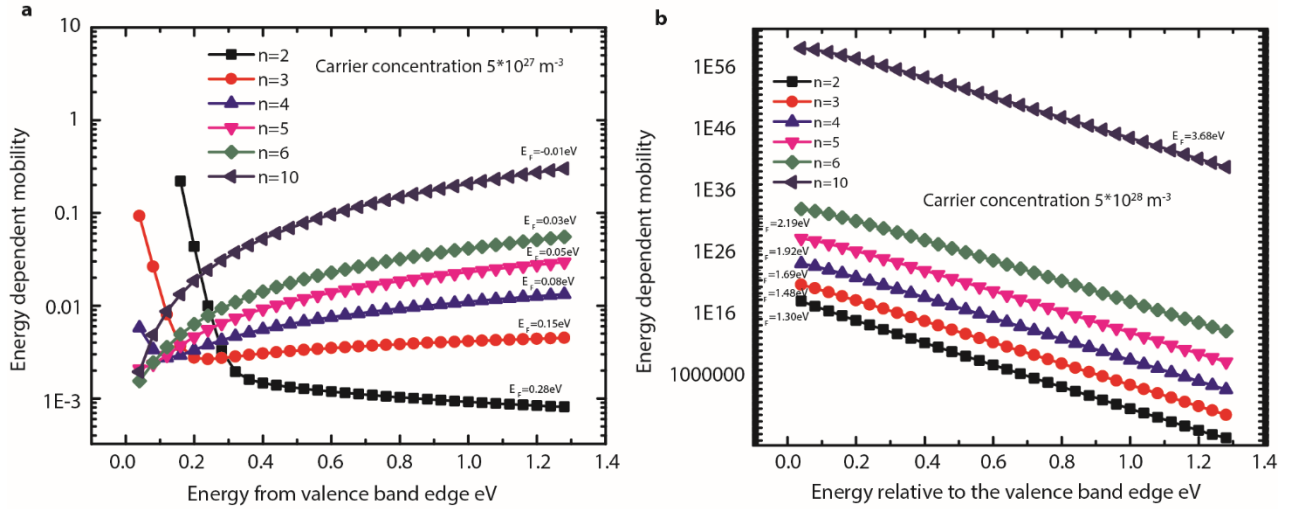 a
10
1
0.1
0.01
1E-3
Energy dependent mobility
n=2
n=3
n=4
n=5
n=6
n=10
Carrier concentration 5*10²⁷ m⁻³
E_F=-0.01eV
E_F=0.03eV
E_F=0.05eV
E_F=0.08eV
E_F=0.15eV
E_F=0.28eV
0.0 0.2 0.4 0.6 0.8 1.0 1.2 1.4
Energy from valence band edge eV
b
1E56
1E46
1E36
1E26
1E16
1000000
Energy dependent mobility
n=2
n=3
n=4
n=5
n=6
n=10
E_F=3.68eV
Carrier concentration 5*10²⁸ m⁻³
E_F=2.19eV
E_F=1.92eV
E_F=1.69eV
E_F=1.48eV
E_F=1.30eV
0.0 0.2 0.4 0.6 0.8 1.0 1.2 1.4
Energy relative to the valence band edge eV